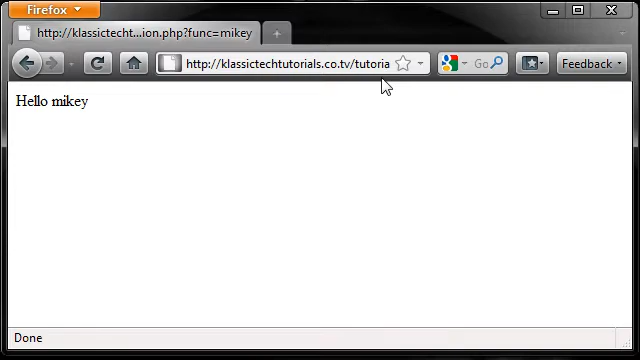 Firefox
http://klassictecht...ion.php?func=mikey
http://klassictechtutorials.co.tv/tutoria
Go
Feedback
Hello mikey
Done